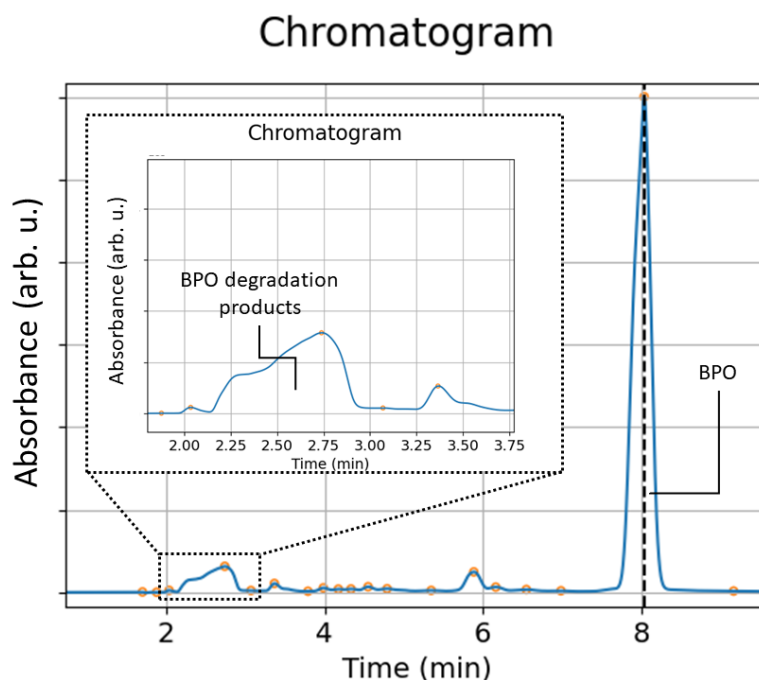 Chromatogram
Absorbance (arb. u.)
Chromatogram
Absorbance (arb. u.)
BPO degradation
products
2.00 2.25 2.50 2.75 3.00 3.25 3.50 3.75
Time (min)
BPO
2 4 6 8
Time (min)